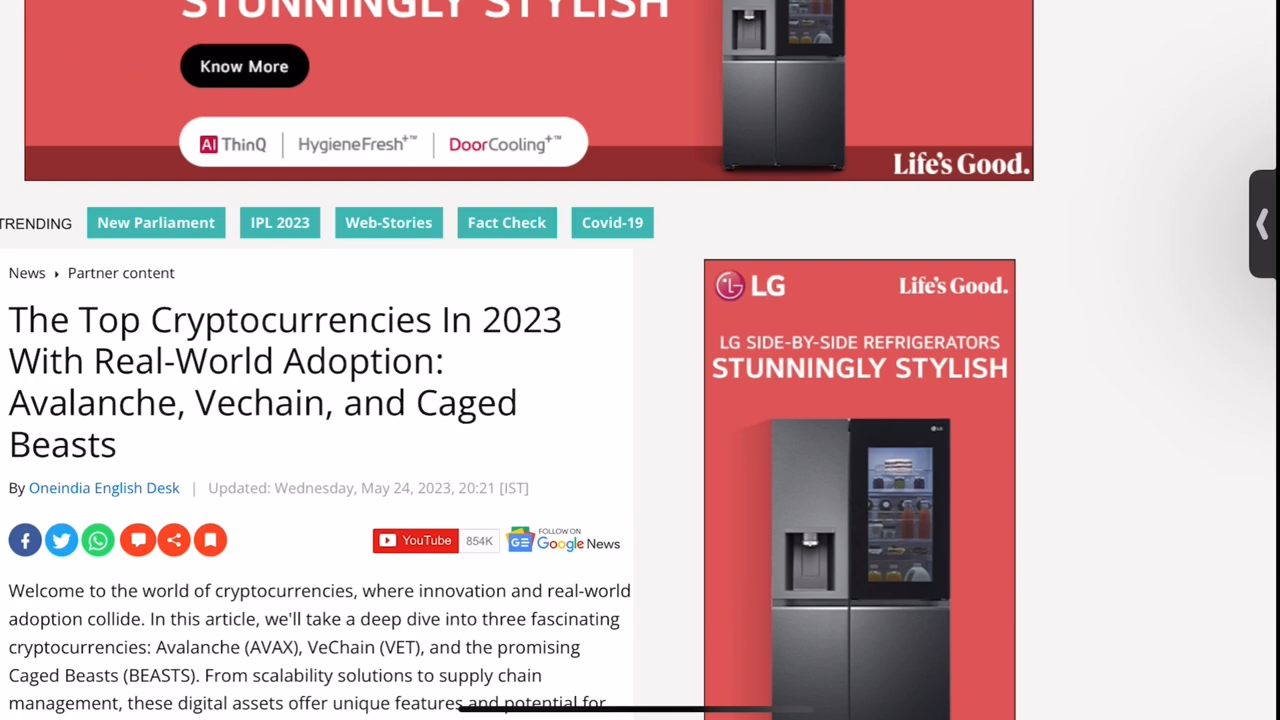 STUNNINGLY STYLISH
Know More
AI ThinQ | HygieneFresh+™ | DoorCooling+™
Life's Good.
TRENDING New Parliament IPL 2023 Web-Stories Fact Check Covid-19
News ▸ Partner content
The Top Cryptocurrencies In 2023
With Real-World Adoption:
Avalanche, Vechain, and Caged
Beasts
By Oneindia English Desk | Updated: Wednesday, May 24, 2023, 20:21 [IST]
YouTube 854K
FOLLOW ON
GE Google News
Welcome to the world of cryptocurrencies, where innovation and real-world
adoption collide. In this article, we'll take a deep dive into three fascinating
cryptocurrencies: Avalanche (AVAX), VeChain (VET), and the promising
Caged Beasts (BEASTS). From scalability solutions to supply chain
management, these digital assets offer unique features and potential for
LG Life's Good.
LG SIDE-BY-SIDE REFRIGERATORS
STUNNINGLY STYLISH
LG